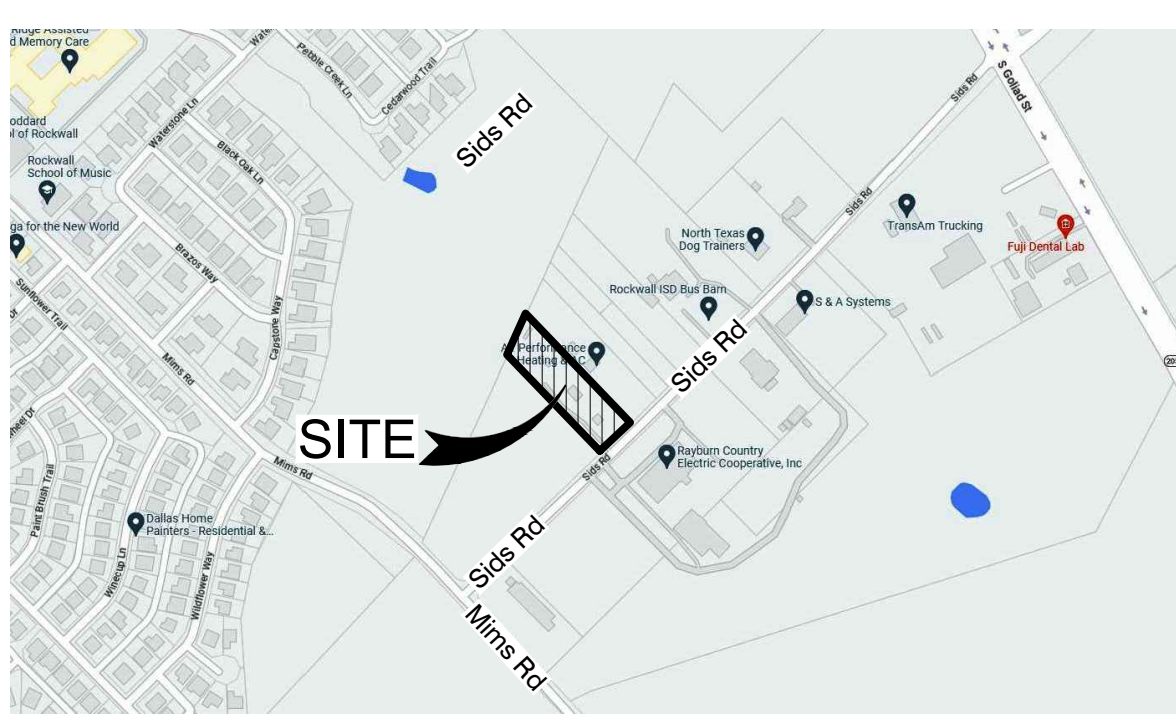 Ridge Assisted
d Memory Care
oddard
l of Rockwall
Rockwall
School of Music
ga for the New World
Waterstone Ln
Pebble Creek Ln
Cedarwood Trail
Black Oak Ln
Brazos Way
Capstone Way
Sunflower Trail
Mims Rd
Sids Rd
Sids Rd
S Goliad St
Sids Rd
TransAm Trucking
Fuji Dental Lab
North Texas
Dog Trainers
Rockwall ISD Bus Barn
S & A Systems
Performance
Heating & AC
Sids Rd
SITE
Rayburn Country
Electric Cooperative, Inc
Sids Rd
Mims Rd
Dallas Home
Painters - Residential &...
Paint Brush Trail
Winecup Ln
Wildflower Way
Sids Rd
Mims Rd